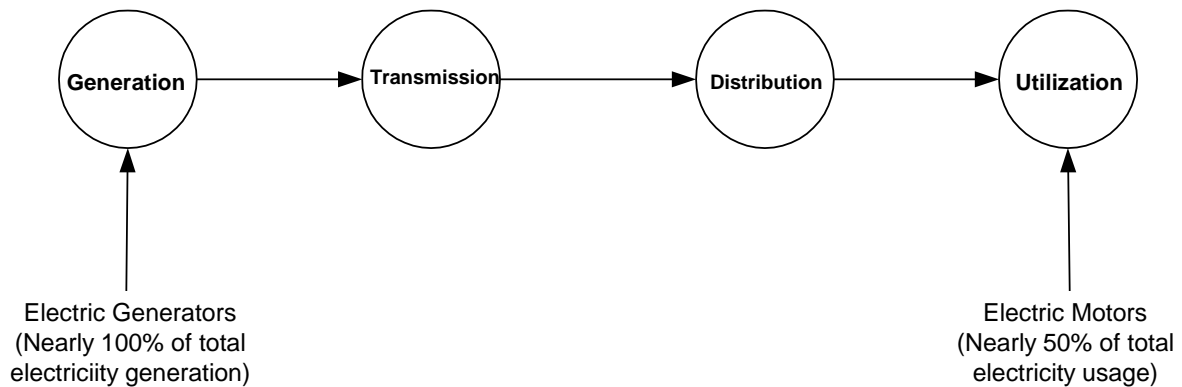 Generation
Transmission
Distribution
Utilization
Electric Generators
(Nearly 100% of total
electriciity generation)
Electric Motors
(Nearly 50% of total
electricity usage)